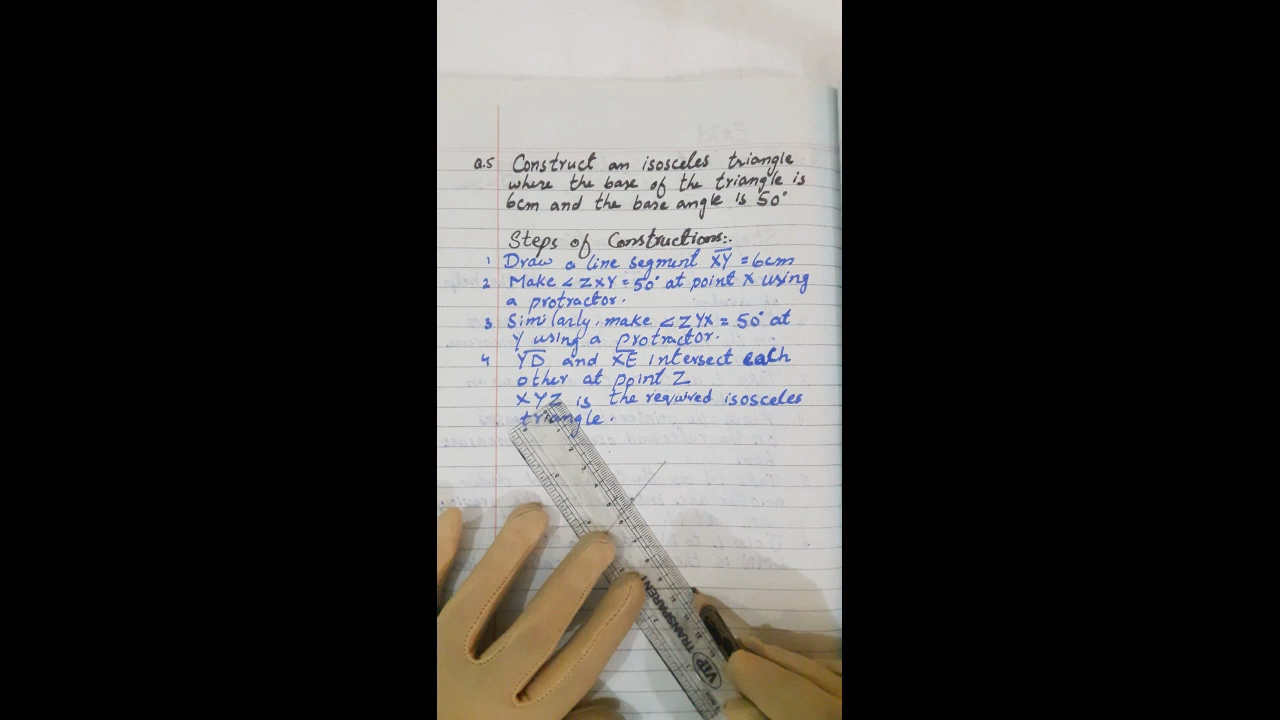 Q.5 Construct an isosceles triangle
where the base of the triangle is
6cm and the base angle is 50°
Steps of Constructions:.
1 Draw a line segment XY = 6cm
2 Make ∠ZXY = 50° at point X using
a protractor.
3 Similarly, make ∠ZYX = 50° at
Y using a protractor.
4 YD and XE intersect each
other at point Z
XYZ is the required isosceles
triangle.
VIP TRANSPARENT